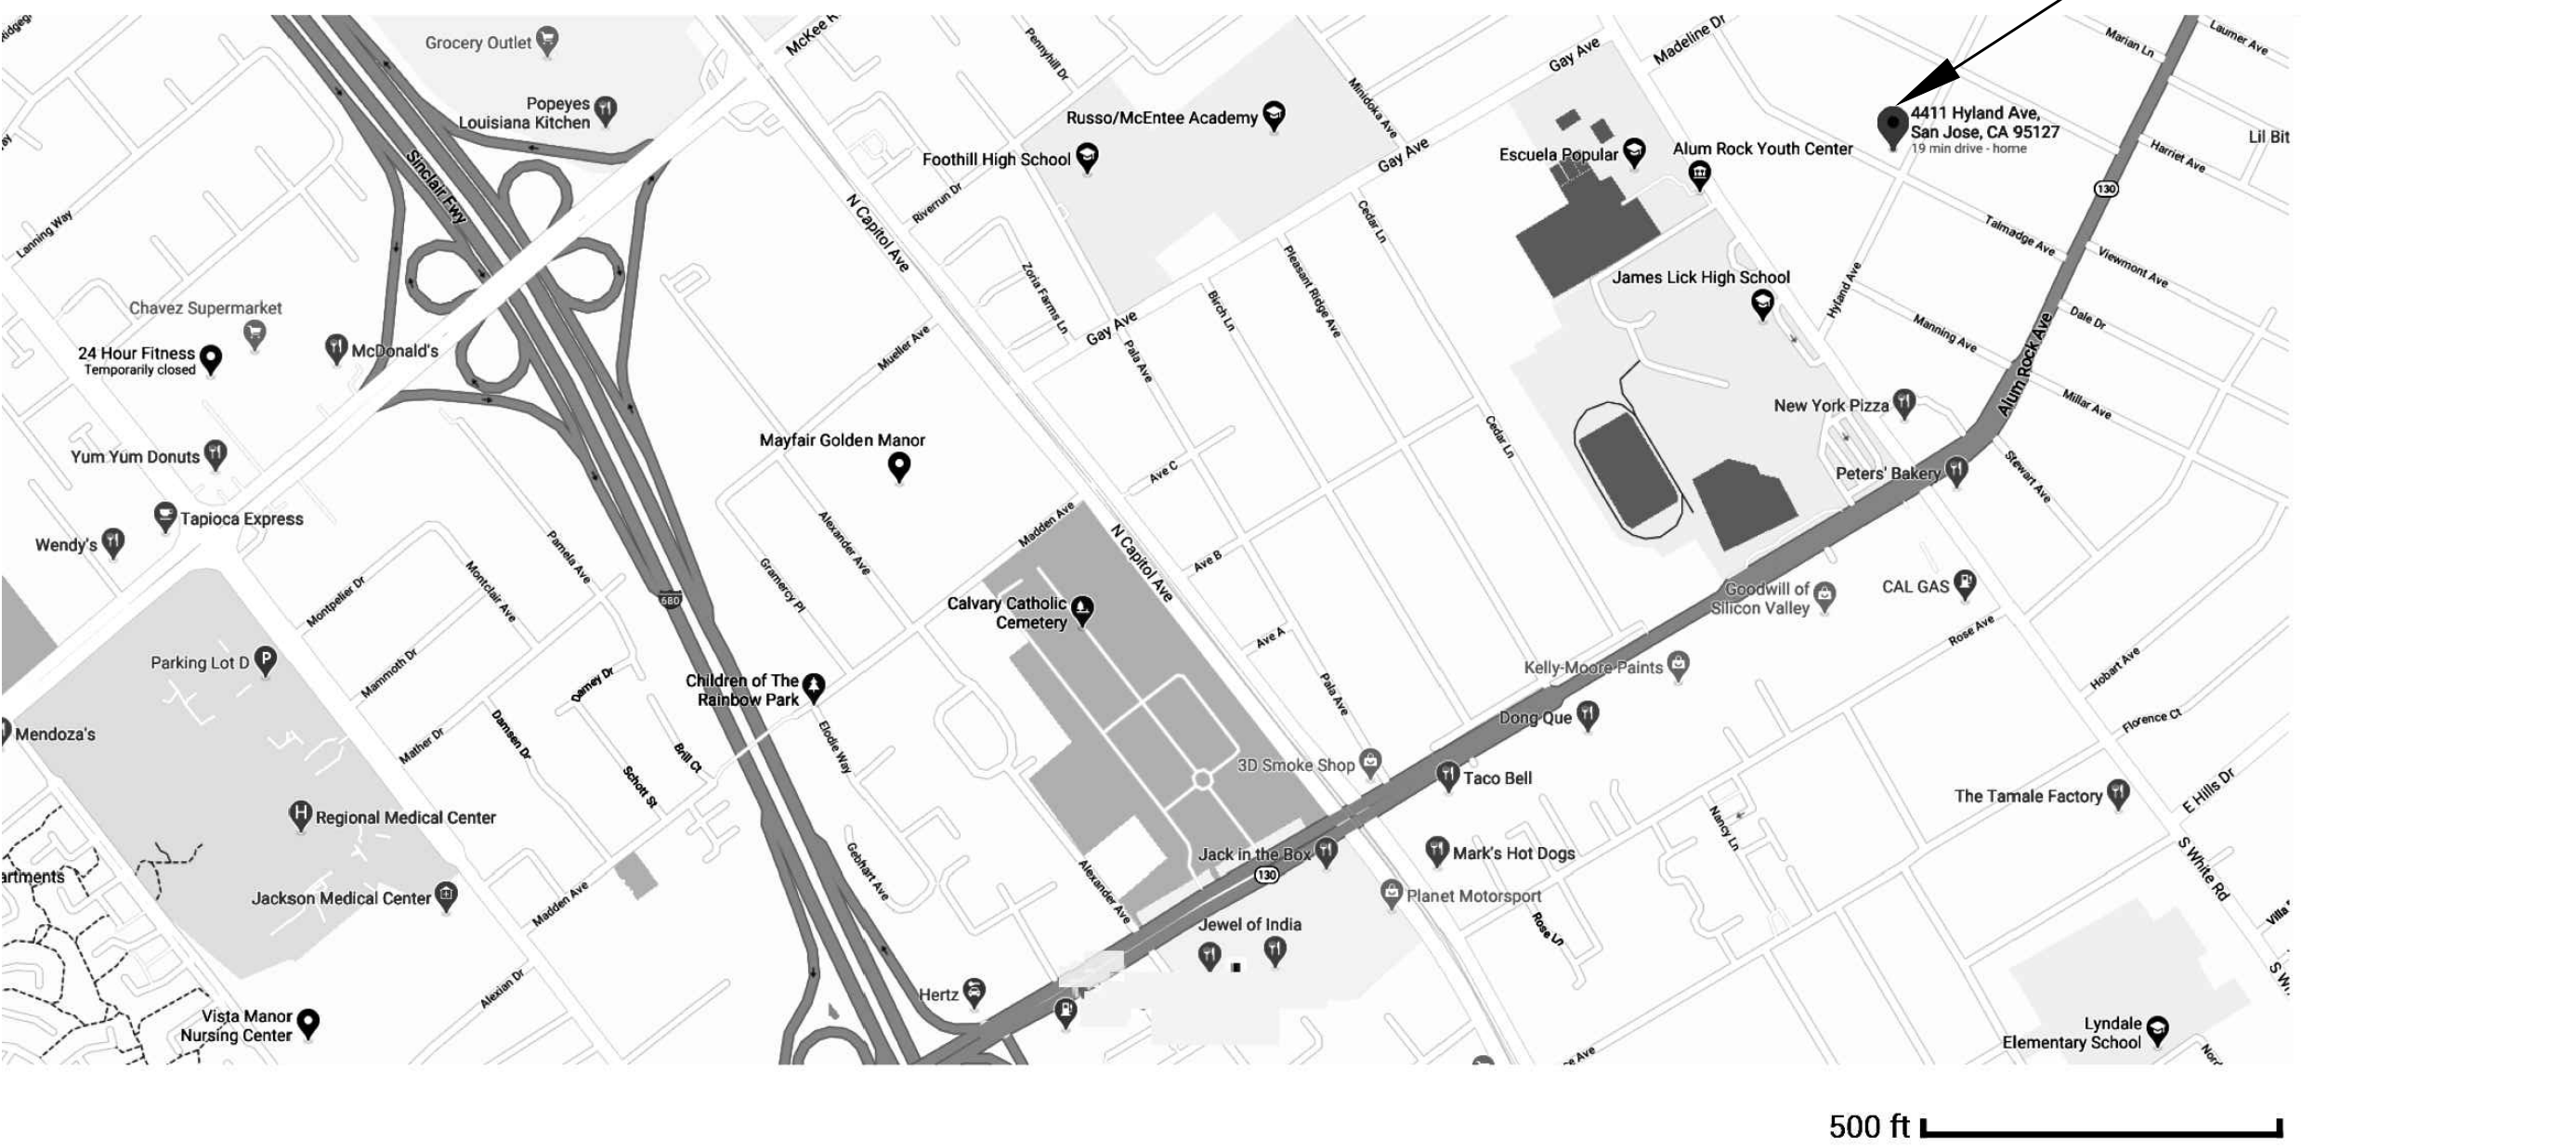 Grocery Outlet
McKee R
Pennyhill Dr
Gay Ave
Madeline Dr
Marian Ln
Laumer Ave
Popeyes
Louisiana Kitchen
Russo/McEntee Academy
Minidoka Ave
4411 Hyland Ave,
San Jose, CA 95127
19 min drive - home
Lil Bit
Foothill High School
Gay Ave
Escuela Popular
Alum Rock Youth Center
Harriet Ave
Sinclair Fwy
130
Riverrun Dr
N Capitol Ave
Cedar Ln
Lanning Way
Talmadge Ave
Viewmont Ave
Pleasant Ridge Ave
Zoria Farms Ln
James Lick High School
Hyland Ave
Chavez Supermarket
Birch Ln
Dale Dr
24 Hour Fitness
Temporarily closed
McDonald's
Mueller Ave
Gay Ave
Pala Ave
Manning Ave
Alum Rock Ave
Millar Ave
New York Pizza
Mayfair Golden Manor
Cedar Ln
Yum Yum Donuts
Ave C
Peters' Bakery
Stewart Ave
Tapioca Express
Wendy's
Madden Ave
Alexander Ave
Pamela Ave
N Capitol Ave
Ave B
Gramercy Pl
Montclair Ave
Montpelier Dr
680
Calvary Catholic
Cemetery
Goodwill of
Silicon Valley
CAL GAS
Ave A
Rose Ave
Parking Lot D
Mammoth Dr
Darney Dr
Children of The
Rainbow Park
Pala Ave
Kelly-Moore Paints
Hobart Ave
Mendoza's
Mather Dr
Damsen Dr
Elodie Way
Brill Ct
Dong Que
Florence Ct
Schott St
3D Smoke Shop
Taco Bell
The Tamale Factory
E Hills Dr
Regional Medical Center
Nancy Ln
Jack in the Box
Mark's Hot Dogs
130
Gebhart Ave
Alexander Ave
S White Rd
artments
Jackson Medical Center
Madden Ave
Planet Motorsport
Jewel of India
Rose Ln
Villa
Alexian Dr
Hertz
S W
Vista Manor
Nursing Center
Lyndale
Elementary School
e Ave
Nor
500 ft